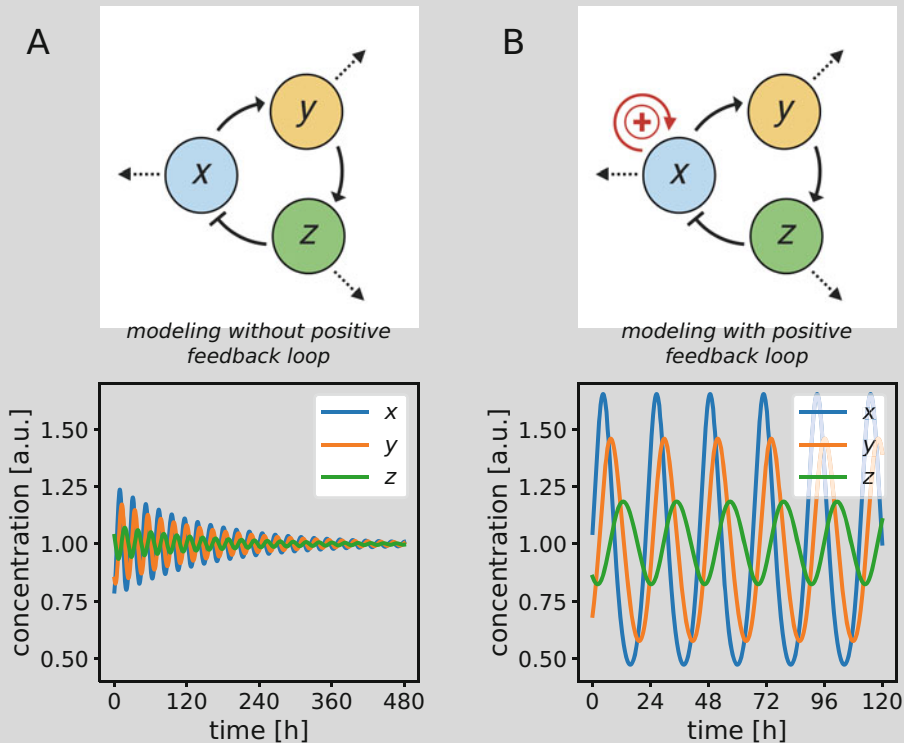 A
B
y
x
z
+
y
x
z
modeling without positive
feedback loop
modeling with positive
feedback loop
concentration [a.u.]
1.50
1.25
1.00
0.75
0.50
x
y
z
0
120
240
360
480
time [h]
concentration [a.u.]
1.50
1.25
1.00
0.75
0.50
x
y
z
0
24
48
72
96
120
time [h]